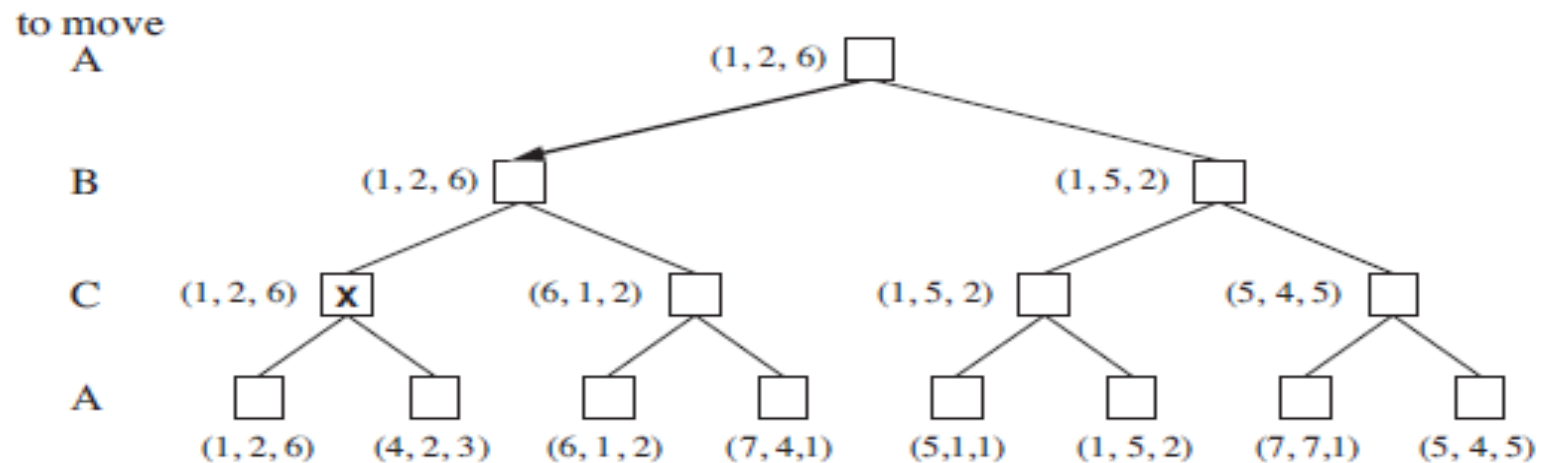 to move
A (1, 2, 6)
B (1, 2, 6) (1, 5, 2)
C (1, 2, 6) X (6, 1, 2) (1, 5, 2) (5, 4, 5)
A
(1, 2, 6) (4, 2, 3) (6, 1, 2) (7, 4,1) (5,1,1) (1, 5, 2) (7, 7,1) (5, 4, 5)